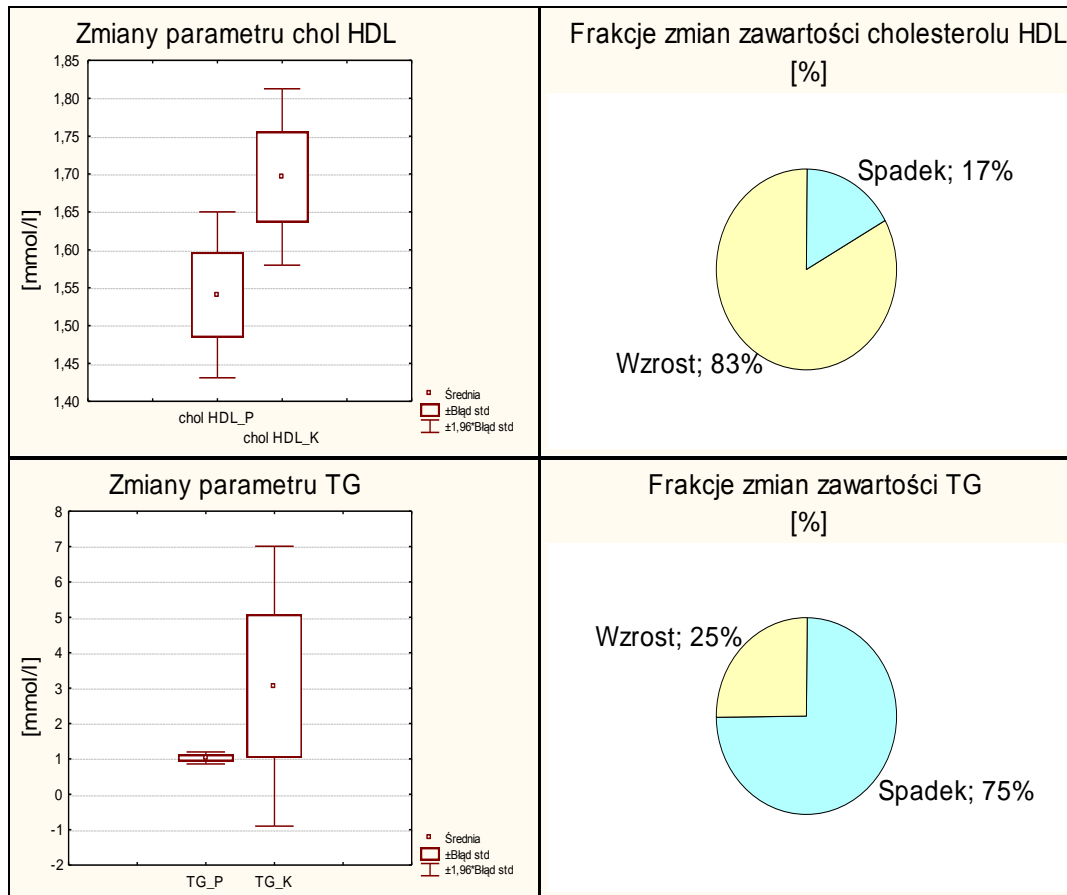 Zmiany parametru chol HDL
1,85
1,80
1,75
1,70
1,65
1,60
1,55
1,50
1,45
1,40
[mmol/l]
chol HDL_P
chol HDL_K
Średnia
±Błąd std
±1,96*Błąd std
Frakcje zmian zawartości cholesterolu HDL
[%]
Spadek; 17%
Wzrost; 83%
Zmiany parametru TG
8
7
6
5
4
3
2
1
0
-1
-2
[mmol/l]
TG_P
TG_K
Średnia
±Błąd std
±1,96*Błąd std
Frakcje zmian zawartości TG
[%]
Wzrost; 25%
Spadek; 75%